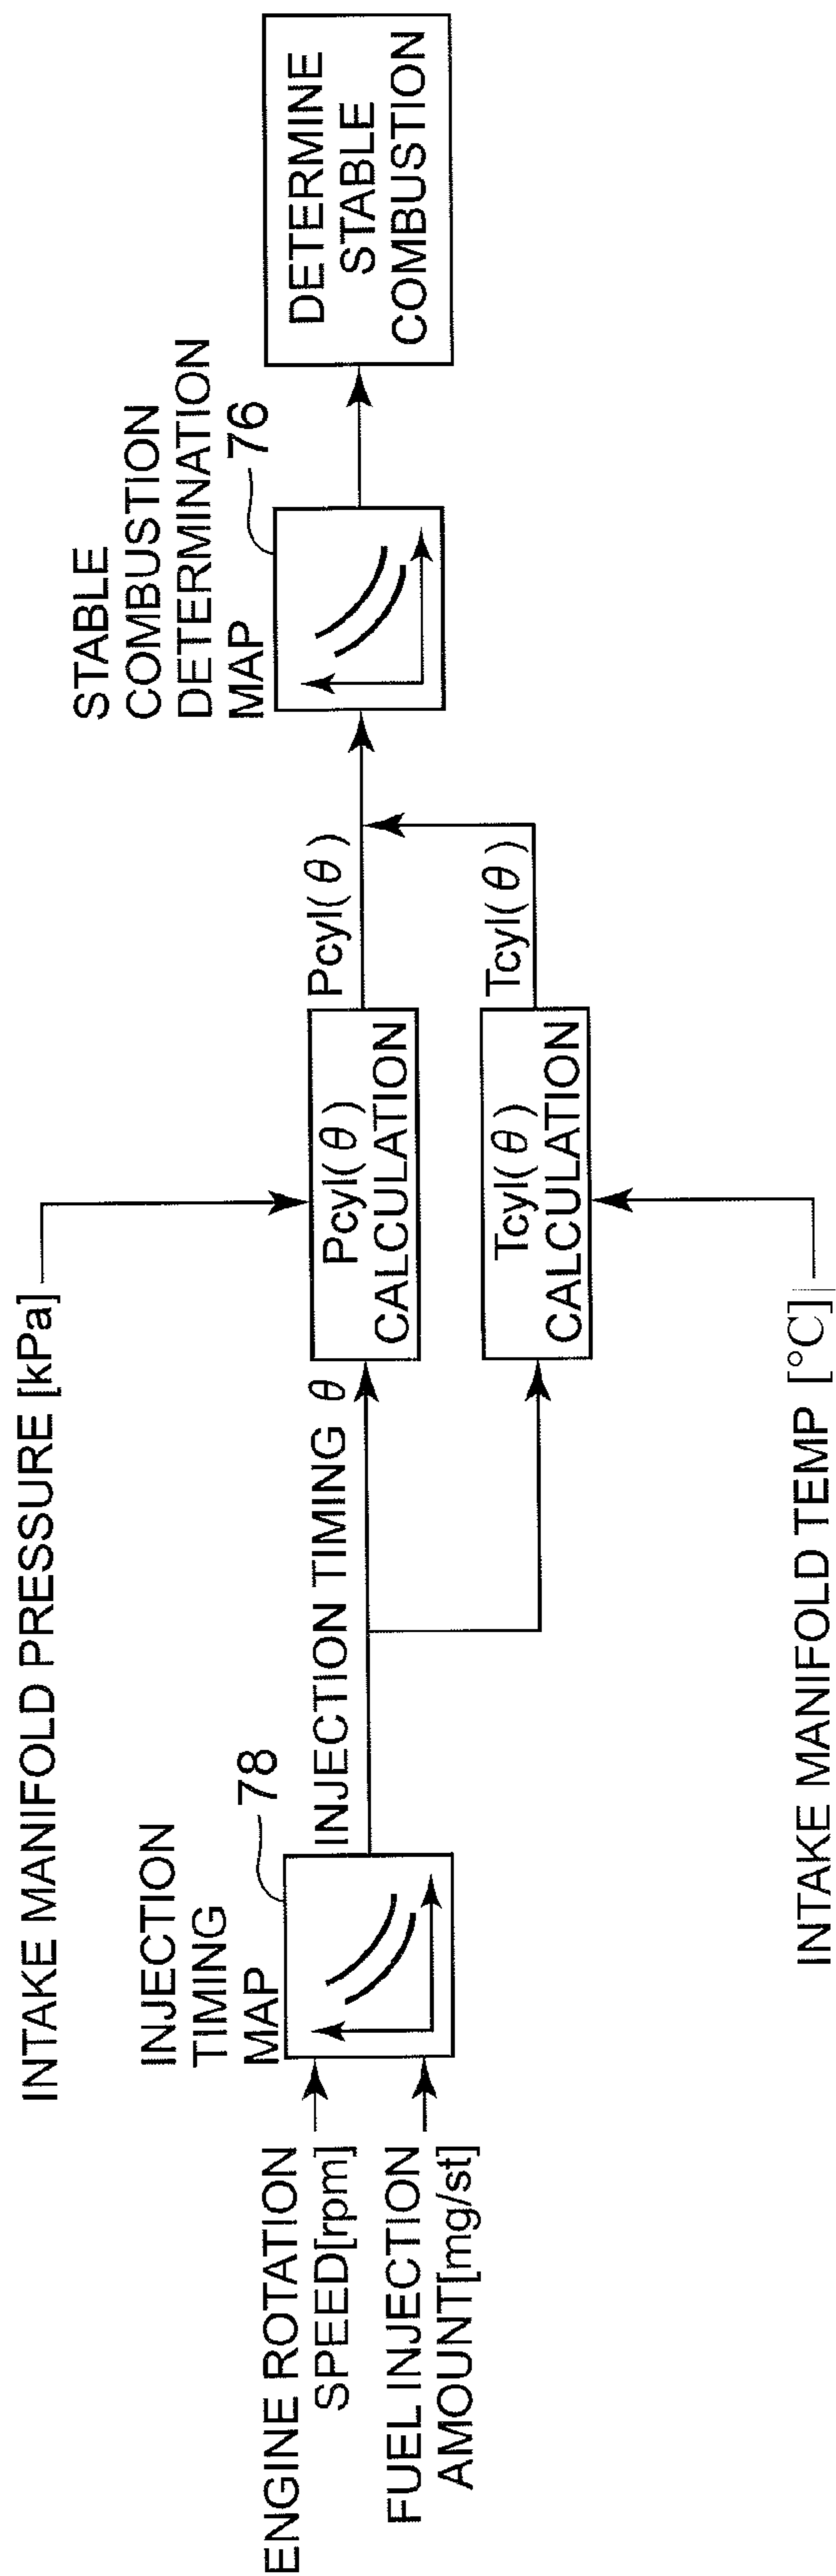 ENGINE ROTATION
SPEED[rpm]
FUEL INJECTION
AMOUNT[mg/st]
INJECTION
TIMING
MAP
78
INTAKE MANIFOLD PRESSURE [kPa]
INJECTION TIMING θ
INTAKE MANIFOLD TEMP [°C]
Pcyl(θ)
CALCULATION
Tcyl(θ)
CALCULATION
Pcyl(θ)
Tcyl(θ)
STABLE
COMBUSTION
DETERMINATION
MAP
76
DETERMINE
STABLE
COMBUSTION